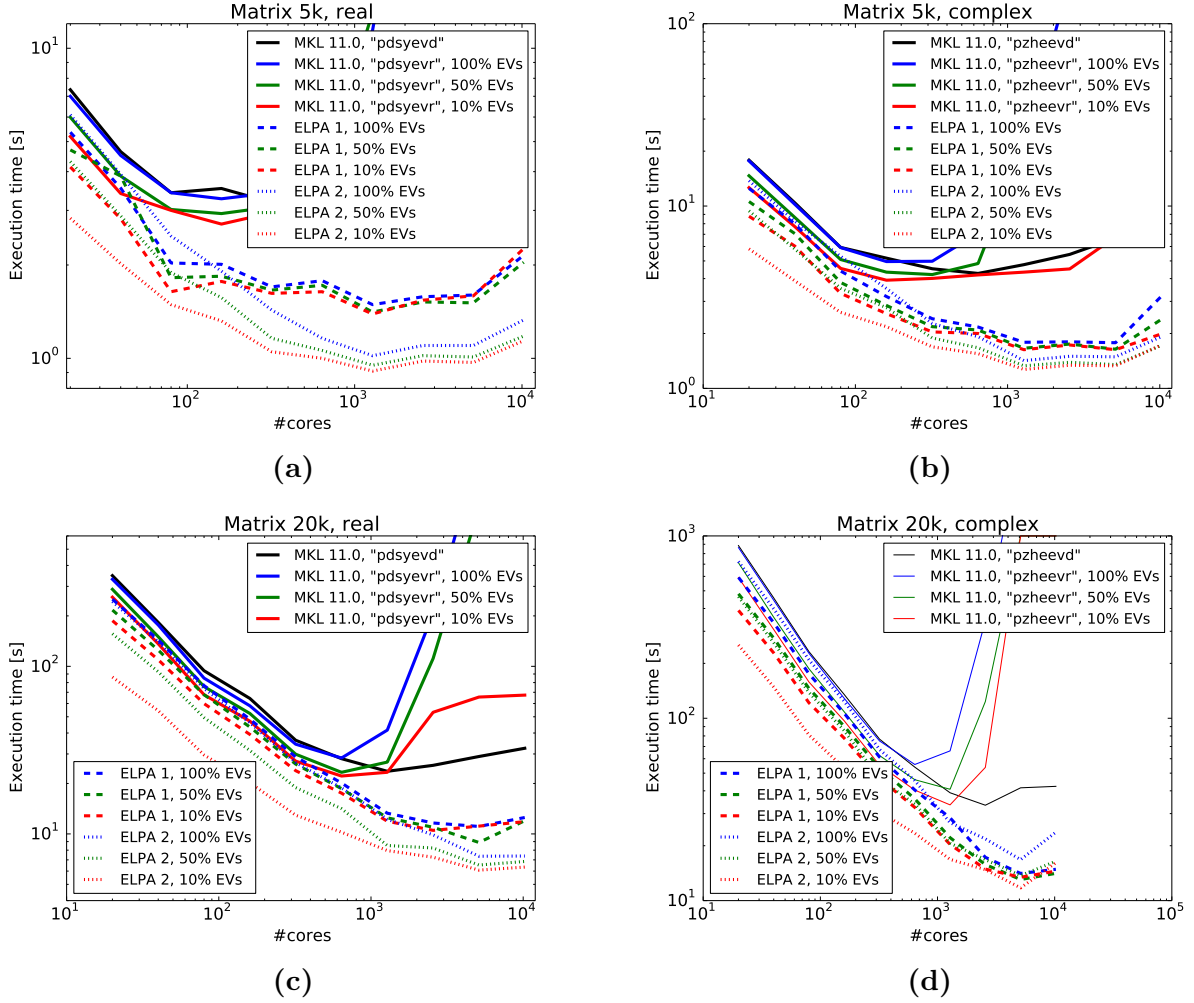 Matrix 5k, real
10¹
10⁰
Execution time [s]
MKL 11.0, "pdsyevd"
MKL 11.0, "pdsyevr", 100% EVs
MKL 11.0, "pdsyevr", 50% EVs
MKL 11.0, "pdsyevr", 10% EVs
ELPA 1, 100% EVs
ELPA 1, 50% EVs
ELPA 1, 10% EVs
ELPA 2, 100% EVs
ELPA 2, 50% EVs
ELPA 2, 10% EVs
10² 10³ 10⁴
#cores
(a)
Matrix 5k, complex
10²
10¹
10⁰
Execution time [s]
MKL 11.0, "pzheevd"
MKL 11.0, "pzheevr", 100% EVs
MKL 11.0, "pzheevr", 50% EVs
MKL 11.0, "pzheevr", 10% EVs
ELPA 1, 100% EVs
ELPA 1, 50% EVs
ELPA 1, 10% EVs
ELPA 2, 100% EVs
ELPA 2, 50% EVs
ELPA 2, 10% EVs
10¹ 10² 10³ 10⁴
#cores
(b)
Matrix 20k, real
10²
10¹
Execution time [s]
MKL 11.0, "pdsyevd"
MKL 11.0, "pdsyevr", 100% EVs
MKL 11.0, "pdsyevr", 50% EVs
MKL 11.0, "pdsyevr", 10% EVs
ELPA 1, 100% EVs
ELPA 1, 50% EVs
ELPA 1, 10% EVs
ELPA 2, 100% EVs
ELPA 2, 50% EVs
ELPA 2, 10% EVs
10¹ 10² 10³ 10⁴
#cores
(c)
Matrix 20k, complex
10³
10²
10¹
Execution time [s]
MKL 11.0, "pzheevd"
MKL 11.0, "pzheevr", 100% EVs
MKL 11.0, "pzheevr", 50% EVs
MKL 11.0, "pzheevr", 10% EVs
ELPA 1, 100% EVs
ELPA 1, 50% EVs
ELPA 1, 10% EVs
ELPA 2, 100% EVs
ELPA 2, 50% EVs
ELPA 2, 10% EVs
10¹ 10² 10³ 10⁴ 10⁵
#cores
(d)